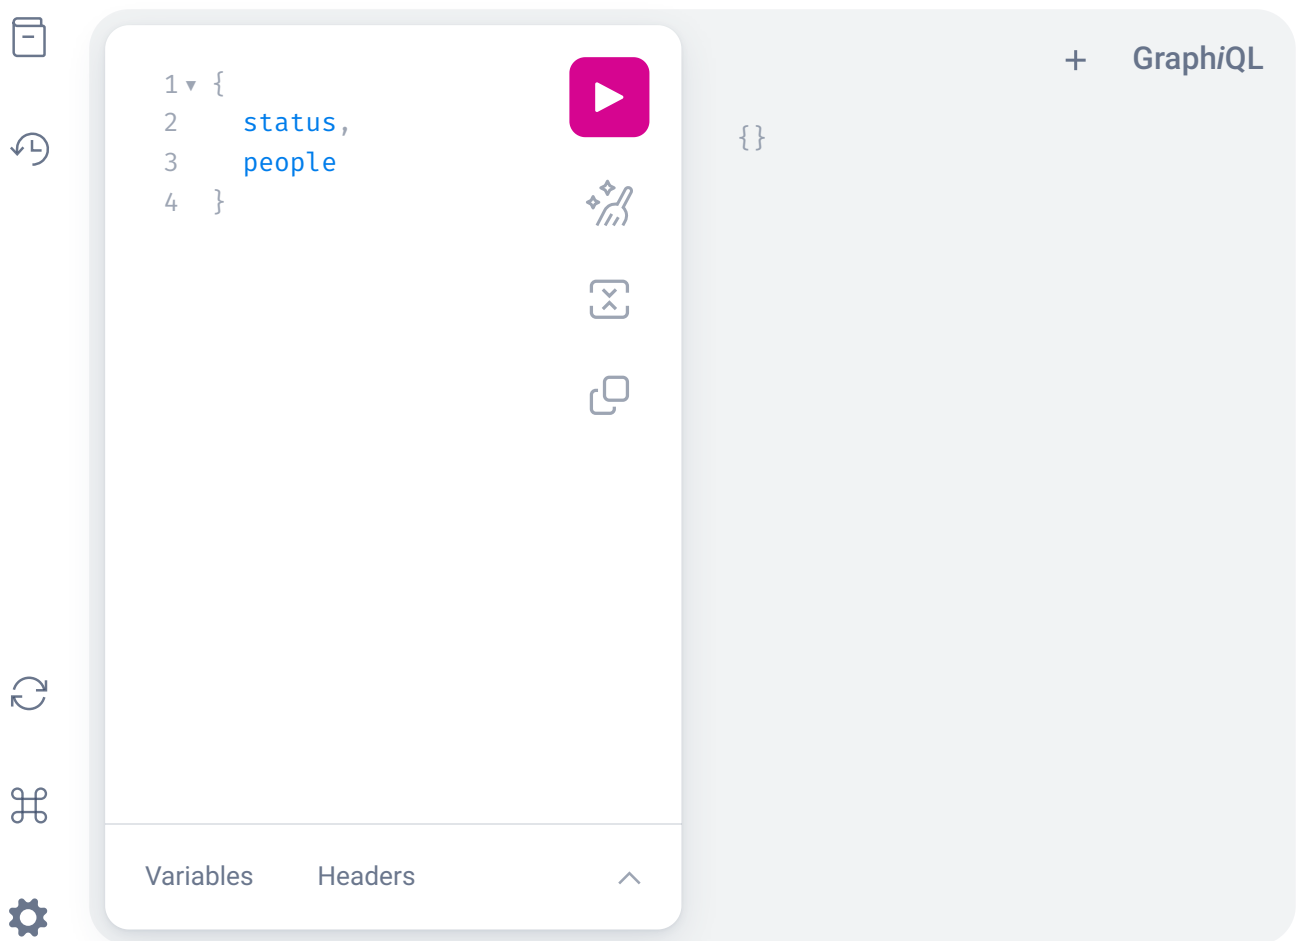 1 {
2 status,
3 people
4 }
+ GraphiQL
{}
Variables Headers